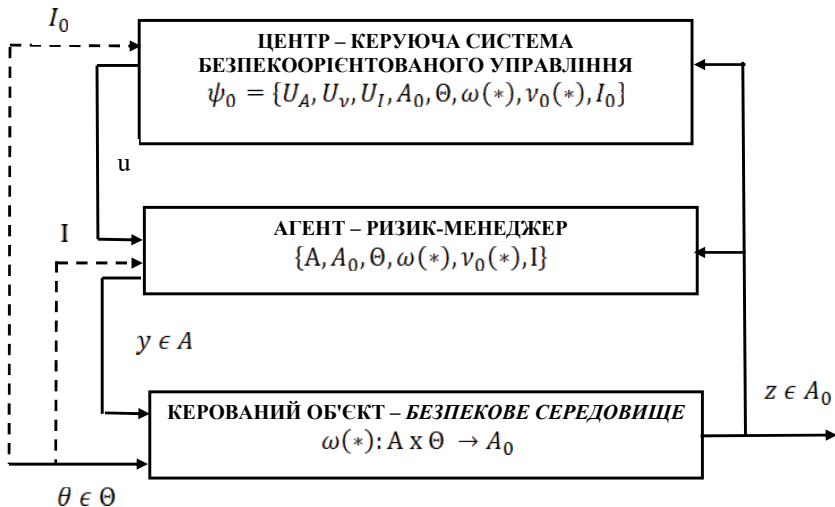 I₀
ЦЕНТР – КЕРУЮЧА СИСТЕМА
БЕЗПЕКООРІЄНТОВАНОГО УПРАВЛІННЯ
ψ₀ = {U_A, U_ν, U_I, A₀, Θ, ω(*), ν₀(*), I₀}
u
I
АГЕНТ – РИЗИК-МЕНЕДЖЕР
{A, A₀, Θ, ω(*), ν₀(*), I}
y ϵ A
КЕРОВАНИЙ ОБ'ЄКТ – БЕЗПЕКОВЕ СЕРЕДОВИЩЕ
ω(*): A x Θ → A₀
z ϵ A₀
θ ϵ Θ